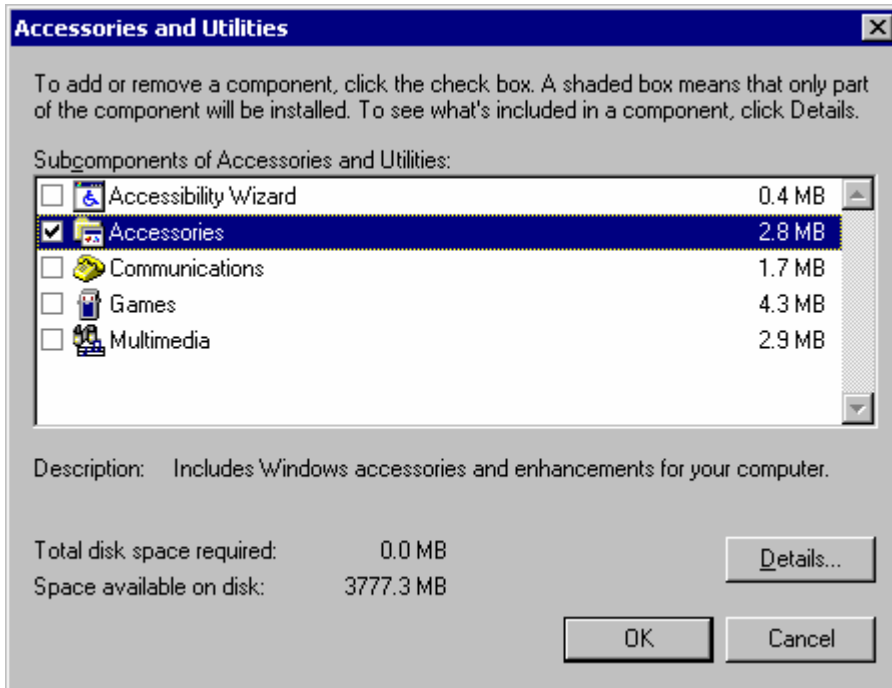 Accessories and Utilities
To add or remove a component, click the check box. A shaded box means that only part
of the component will be installed. To see what's included in a component, click Details.
Subcomponents of Accessories and Utilities:
Accessibility Wizard 0.4 MB
Accessories 2.8 MB
Communications 1.7 MB
Games 4.3 MB
Multimedia 2.9 MB
Description: Includes Windows accessories and enhancements for your computer.
Total disk space required: 0.0 MB
Space available on disk: 3777.3 MB
Details...
OK Cancel